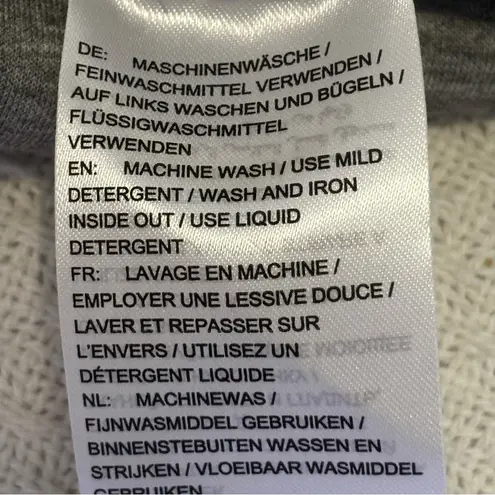 DE: MASCHINENWÄSCHE /
FEINWASCHMITTEL VERWENDEN /
AUF LINKS WASCHEN UND BÜGELN /
FLÜSSIGWASCHMITTEL
VERWENDEN
EN: MACHINE WASH / USE MILD
DETERGENT / WASH AND IRON
INSIDE OUT / USE LIQUID
DETERGENT
FR: LAVAGE EN MACHINE /
EMPLOYER UNE LESSIVE DOUCE /
LAVER ET REPASSER SUR
L'ENVERS / UTILISEZ UN
DÉTERGENT LIQUIDE
NL: MACHINEWAS /
FIJNWASMIDDEL GEBRUIKEN /
BINNENSTEBUITEN WASSEN EN
STRIJKEN / VLOEIBAAR WASMIDDEL
GEBRUIKEN